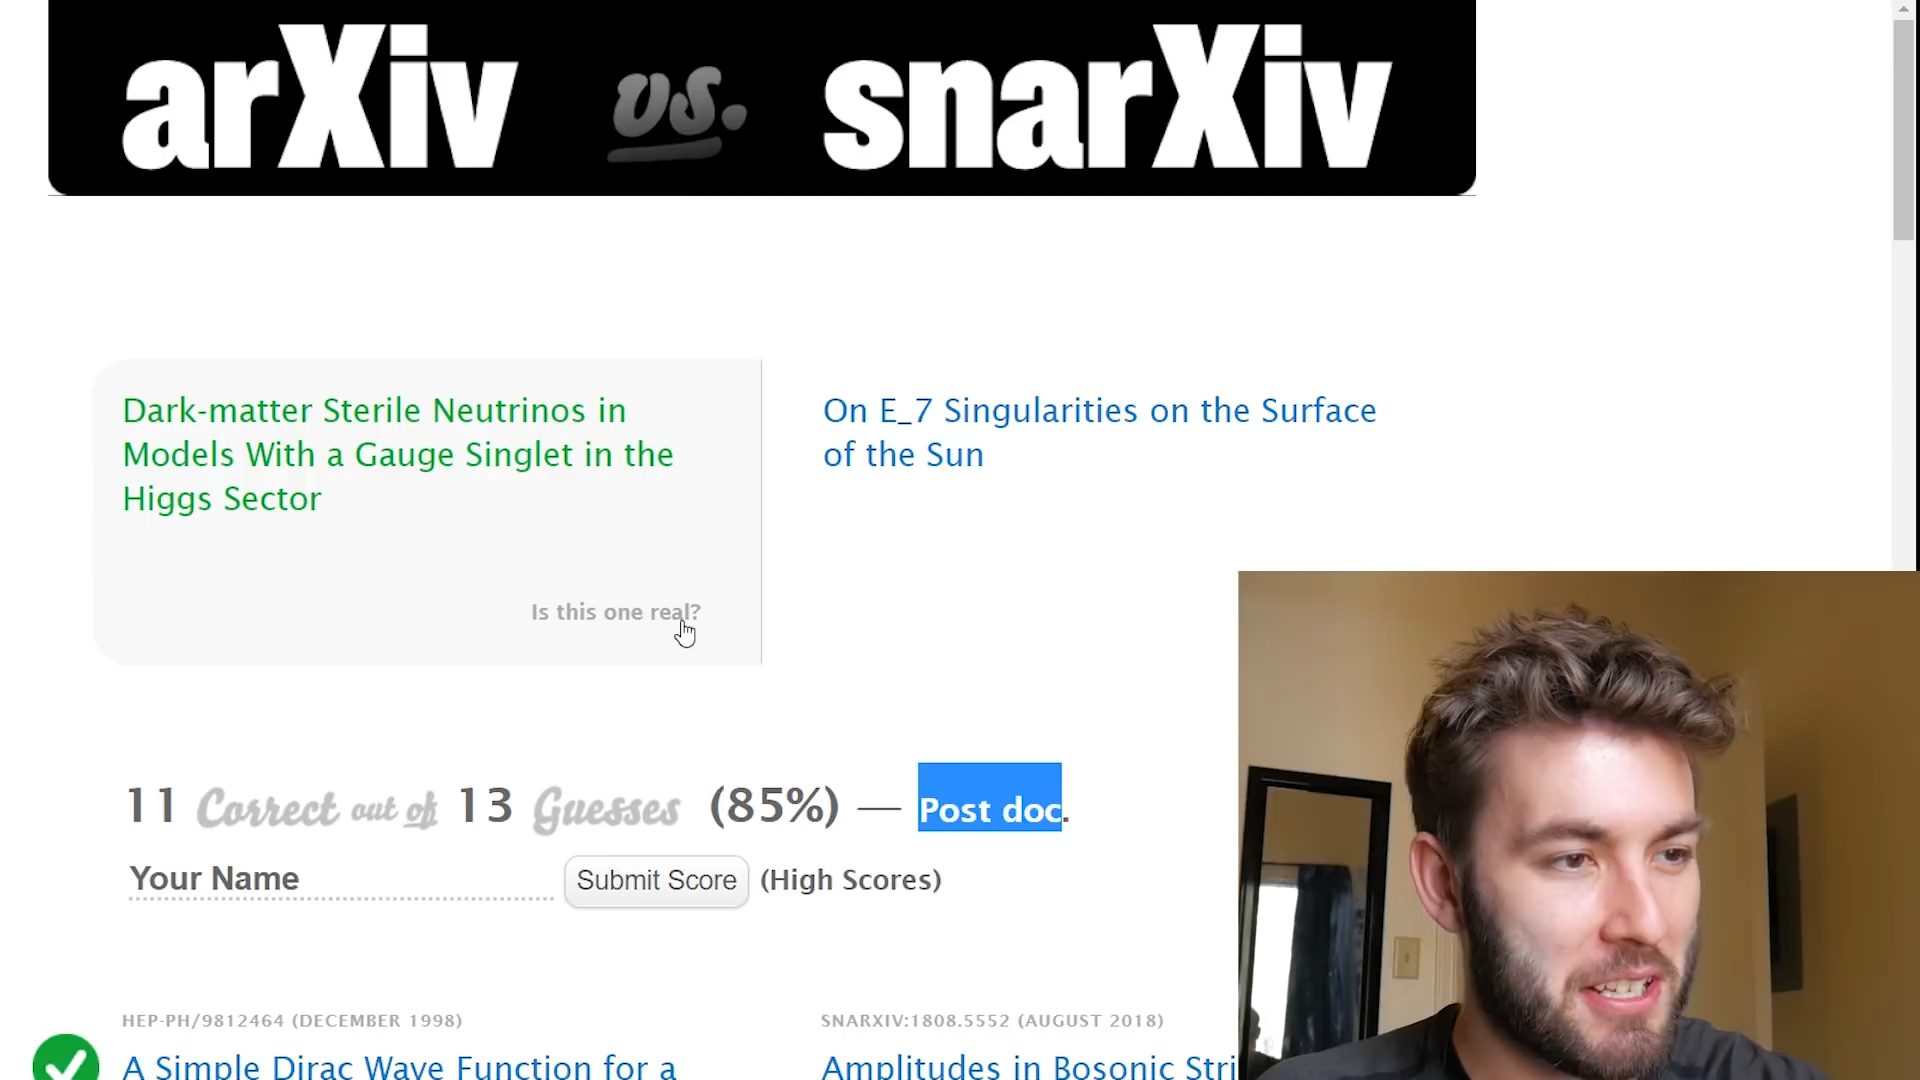 arXiv vs. snarXiv
Dark-matter Sterile Neutrinos in
Models With a Gauge Singlet in the
Higgs Sector
Is this one real?
On E_7 Singularities on the Surface
of the Sun
11 Correct out of 13 Guesses (85%) — Post doc.
Your Name
Submit Score (High Scores)
HEP-PH/9812464 (DECEMBER 1998)
A Simple Dirac Wave Function for a
SNARXIV:1808.5552 (AUGUST 2018)
Amplitudes in Bosonic Stri